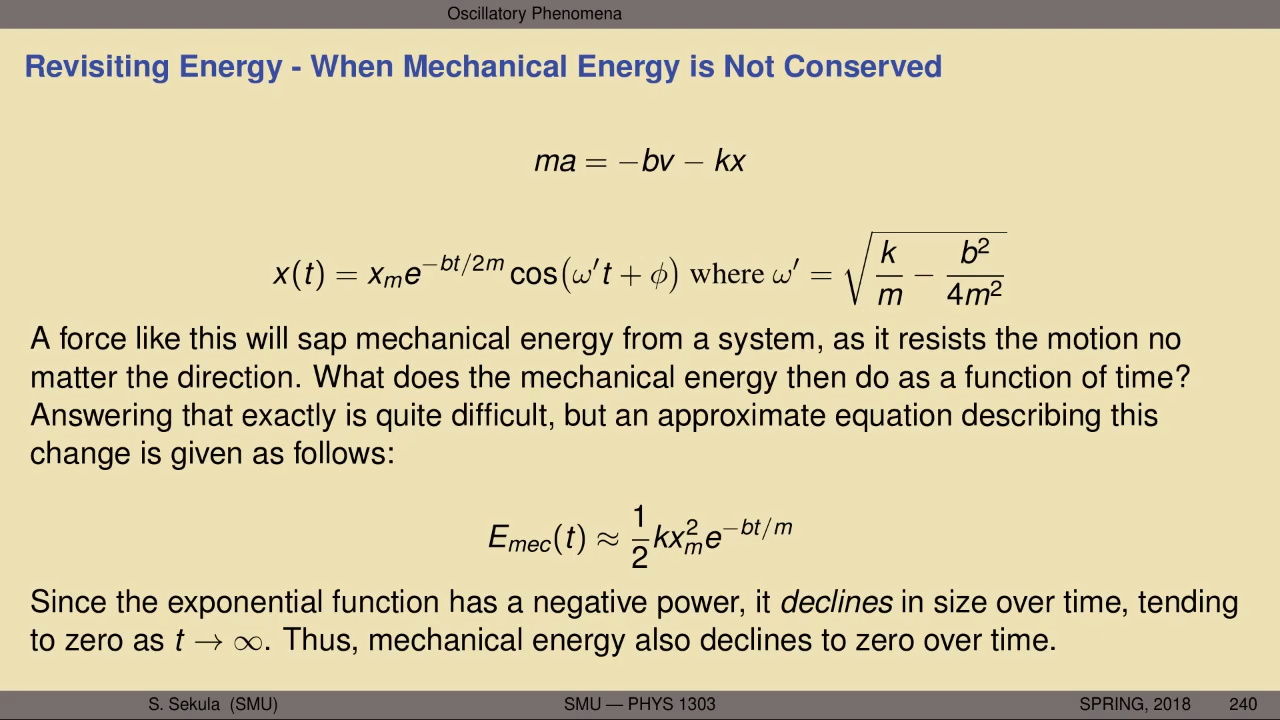 Oscillatory Phenomena
Revisiting Energy - When Mechanical Energy is Not Conserved
ma = −bv − kx
x(t) = xₘe^{−bt/2m} cos(ω′t + ϕ) where ω′ = √(k/m − b²/4m²)
A force like this will sap mechanical energy from a system, as it resists the motion no
matter the direction. What does the mechanical energy then do as a function of time?
Answering that exactly is quite difficult, but an approximate equation describing this
change is given as follows:
E_{mec}(t) ≈ ½kx²ₘe^{−bt/m}
Since the exponential function has a negative power, it declines in size over time, tending
to zero as t → ∞. Thus, mechanical energy also declines to zero over time.
S. Sekula (SMU) SMU — PHYS 1303 SPRING, 2018 240